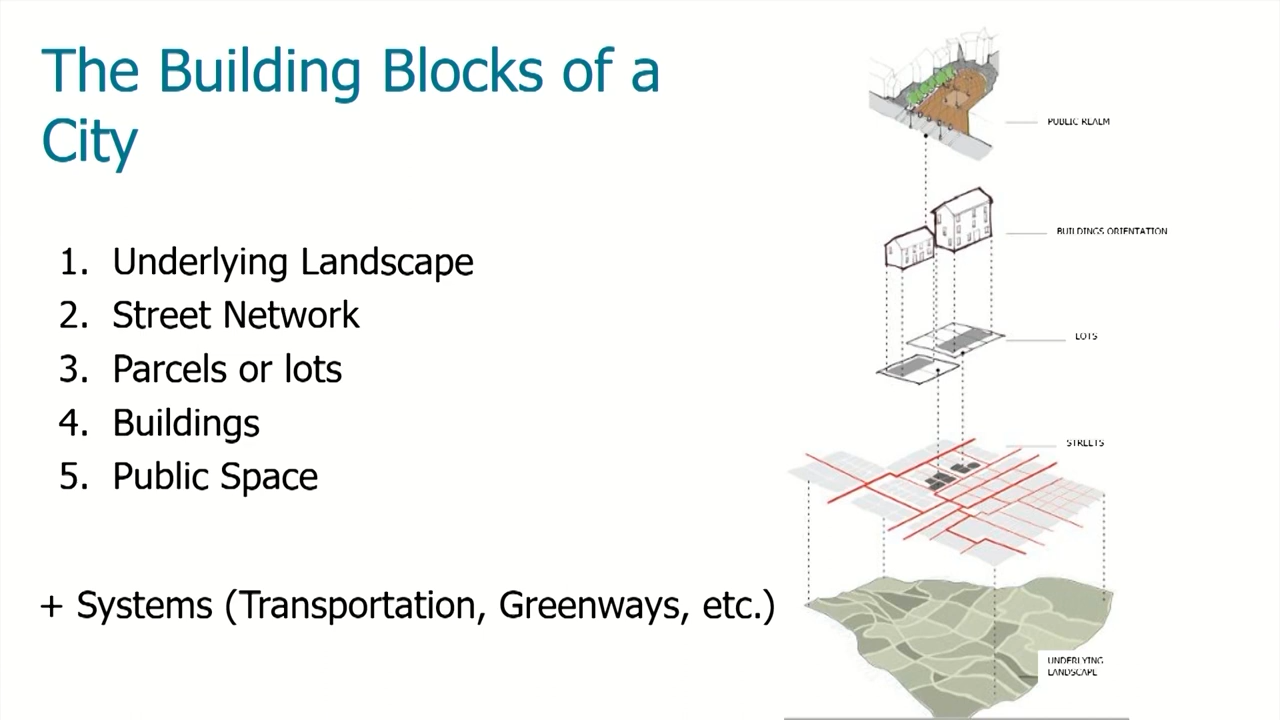 The Building Blocks of a
City
1. Underlying Landscape
2. Street Network
3. Parcels or lots
4. Buildings
5. Public Space
+ Systems (Transportation, Greenways, etc.)
PUBLIC REALM
BUILDINGS ORIENTATION
LOTS
STREETS
UNDERLYING
LANDSCAPE